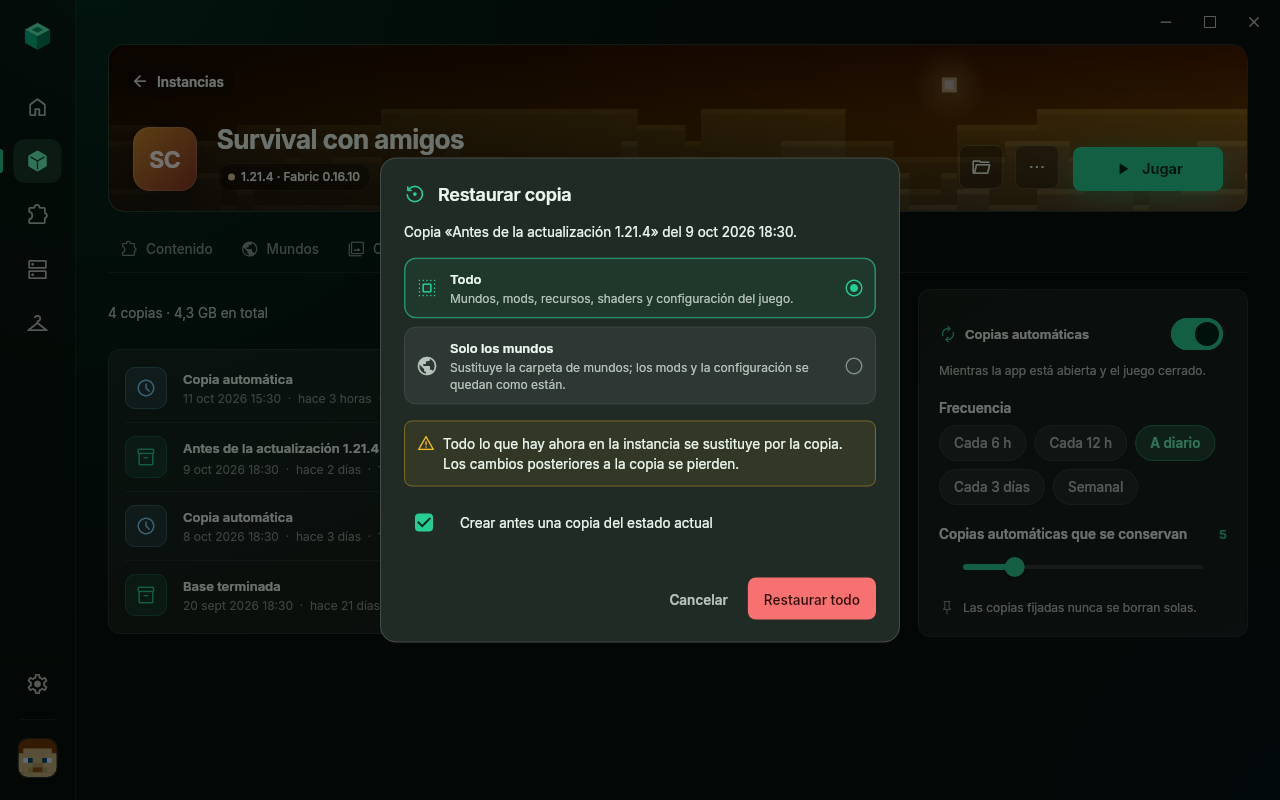 Instancias
SC
Survival con amigos
1.21.4 · Fabric 0.16.10
···
Jugar
Contenido
Mundos
4 copias · 4,3 GB en total
Copia automática
11 oct 2026 15:30 · hace 3 horas ·
Antes de la actualización 1.21.4
9 oct 2026 18:30 · hace 2 días ·
Copia automática
8 oct 2026 18:30 · hace 3 días ·
Base terminada
20 sept 2026 18:30 · hace 21 días
Restaurar copia
Copia «Antes de la actualización 1.21.4» del 9 oct 2026 18:30.
Todo
Mundos, mods, recursos, shaders y configuración del juego.
Solo los mundos
Sustituye la carpeta de mundos; los mods y la configuración se
quedan como están.
Todo lo que hay ahora en la instancia se sustituye por la copia.
Los cambios posteriores a la copia se pierden.
Crear antes una copia del estado actual
Cancelar
Restaurar todo
Copias automáticas
Mientras la app está abierta y el juego cerrado.
Frecuencia
Cada 6 h
Cada 12 h
A diario
Cada 3 días
Semanal
Copias automáticas que se conservan 5
Las copias fijadas nunca se borran solas.